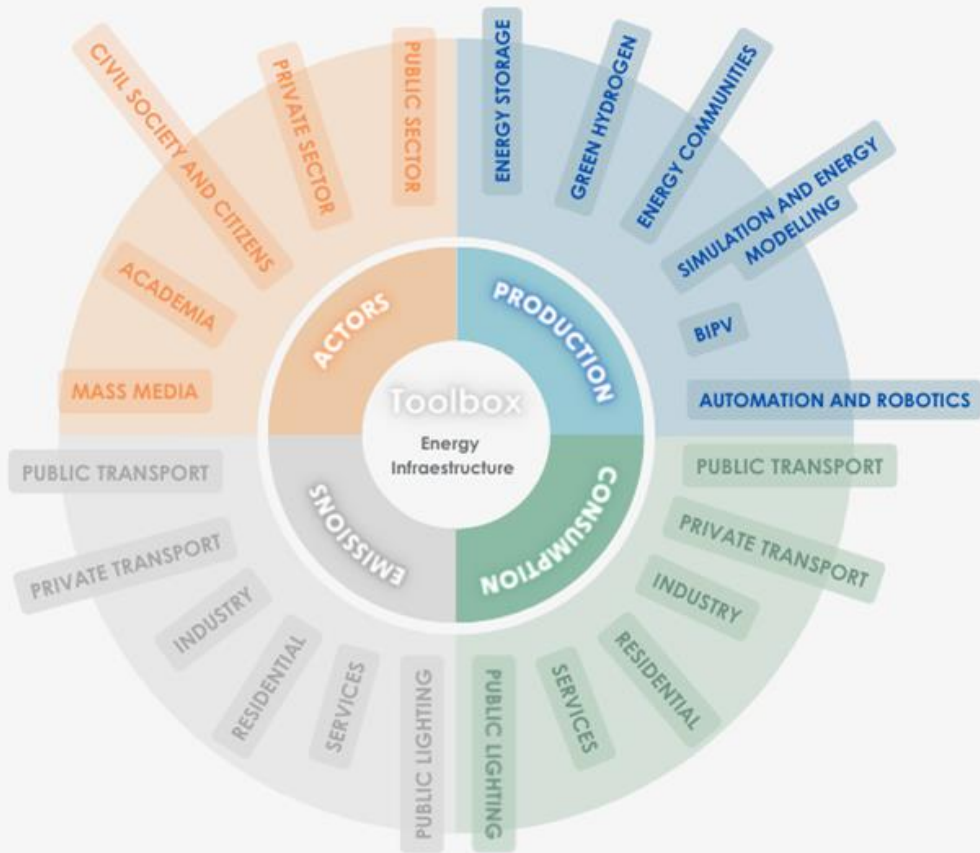 CIVIL SOCIETY AND CITIZENS
PRIVATE SECTOR
PUBLIC SECTOR
ACADEMIA
MASS MEDIA
ENERGY STORAGE
GREEN HYDROGEN
ENERGY COMMUNITIES
SIMULATION AND ENERGY
MODELLING
BIPV
AUTOMATION AND ROBOTICS
ACTORS
PRODUCTION
Toolbox
Energy
Infraestructure
EMISSIONS
CONSUMPTION
PUBLIC TRANSPORT
PRIVATE TRANSPORT
INDUSTRY
RESIDENTIAL
SERVICES
PUBLIC LIGHTING
PUBLIC TRANSPORT
PRIVATE TRANSPORT
INDUSTRY
RESIDENTIAL
SERVICES
PUBLIC LIGHTING